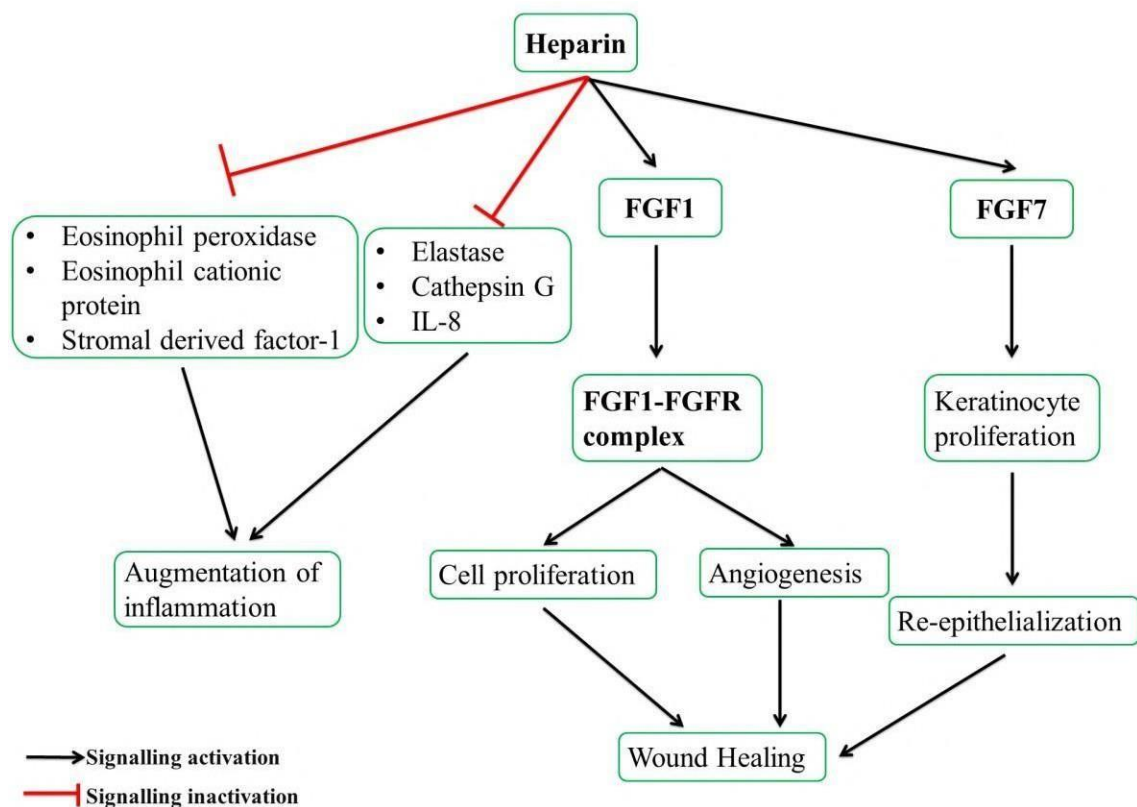 Heparin
FGF1
FGF7
• Eosinophil peroxidase
• Eosinophil cationic
protein
• Stromal derived factor-1
• Elastase
• Cathepsin G
• IL-8
FGF1-FGFR
complex
Keratinocyte
proliferation
Augmentation of
inflammation
Cell proliferation
Angiogenesis
Re-epithelialization
Wound Healing
Signalling activation
Signalling inactivation